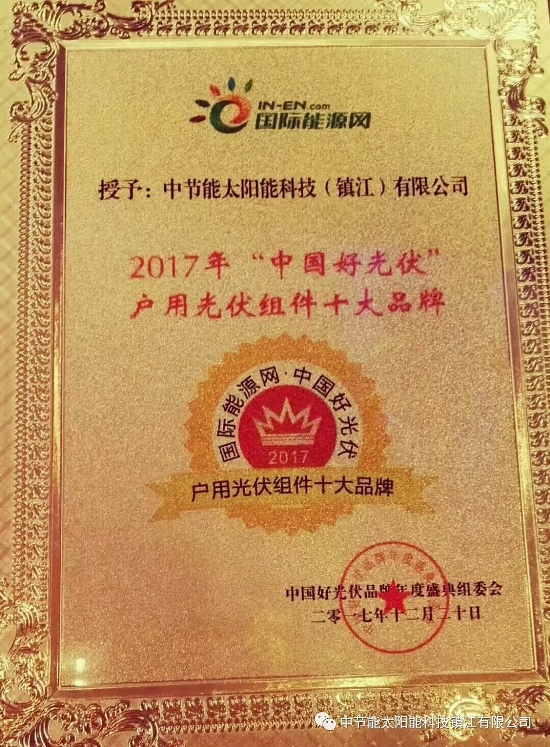 IN-EN.com
国际能源网
授予：中节能太阳能科技（镇江）有限公司
2017年“中国好光伏”
户用光伏组件十大品牌
国际能源网·中国好光伏
2017
户用光伏组件十大品牌
中国好光伏品牌年度盛典组委会
二零一七年十二月二十日
中节能太阳能科技镇江有限公司